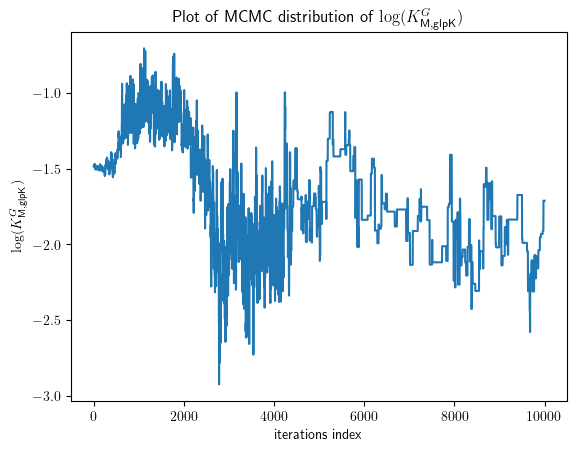 Plot of MCMC distribution of log(K^G_M,glpK)
−1.0
−1.5
−2.0
−2.5
−3.0
log(K^G_M,glpK)
0 2000 4000 6000 8000 10000
iterations index